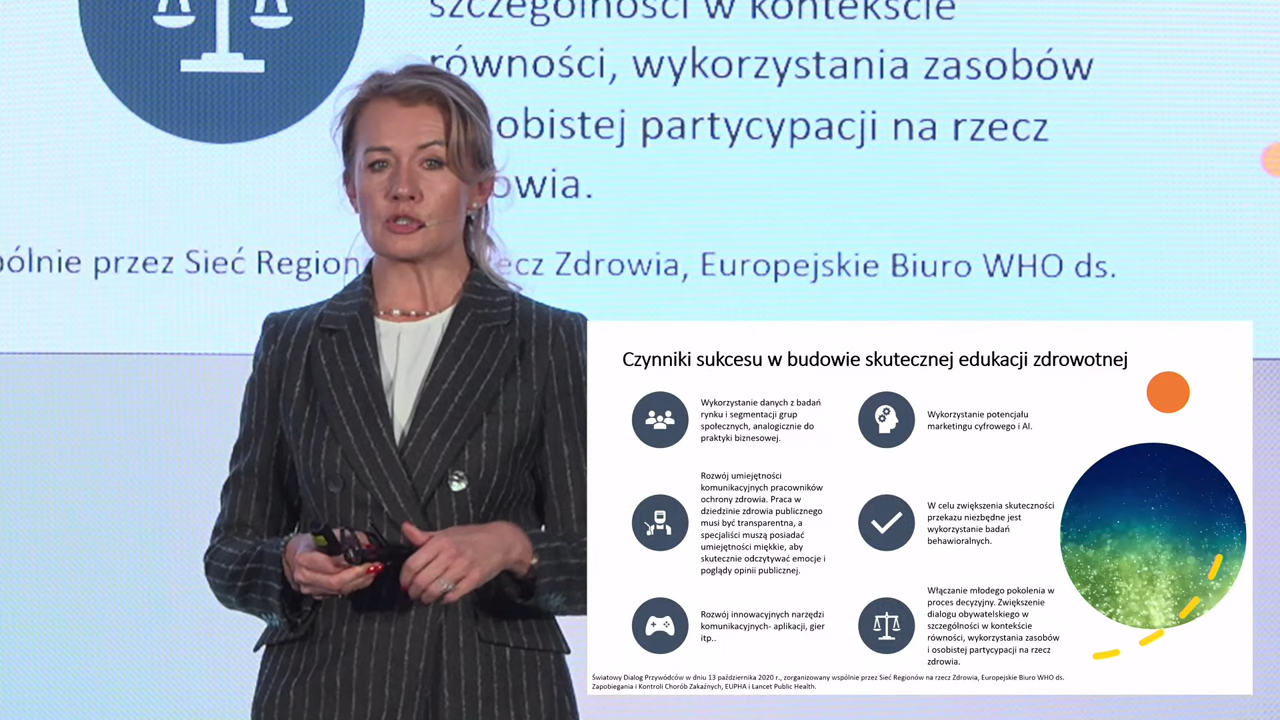 szczególności w kontekście
równości, wykorzystania zasobów
obistej partycypacji na rzecz
owia.
ólnie przez Sieć Region ecz Zdrowia, Europejskie Biuro WHO ds.
Czynniki sukcesu w budowie skutecznej edukacji zdrowotnej
Wykorzystanie danych z badań
rynku i segmentacji grup
społecznych, analogicznie do
praktyki biznesowej.
Wykorzystanie potencjału
marketingu cyfrowego i AI.
Rozwój umiejętności
komunikacyjnych pracowników
ochrony zdrowia. Praca w
dziedzinie zdrowia publicznego
musi być transparentna, a
specjaliści muszą posiadać
umiejętności miękkie, aby
skutecznie odczytywać emocje i
poglądy opinii publicznej.
W celu zwiększenia skuteczności
przekazu niezbędne jest
wykorzystanie badań
behawioralnych.
Rozwój innowacyjnych narzędzi
komunikacyjnych- aplikacji, gier
itp..
Włączanie młodego pokolenia w
proces decyzyjny. Zwiększenie
dialogu obywatelskiego w
szczególności w kontekście
równości, wykorzystania zasobów
i osobistej partycypacji na rzecz
zdrowia.
Światowy Dialog Przywódców w dniu 13 października 2020 r., zorganizowany wspólnie przez Sieć Regionów na rzecz Zdrowia, Europejskie Biuro WHO ds.
Zapobiegania i Kontroli Chorób Zakaźnych, EUPHA i Lancet Public Health.